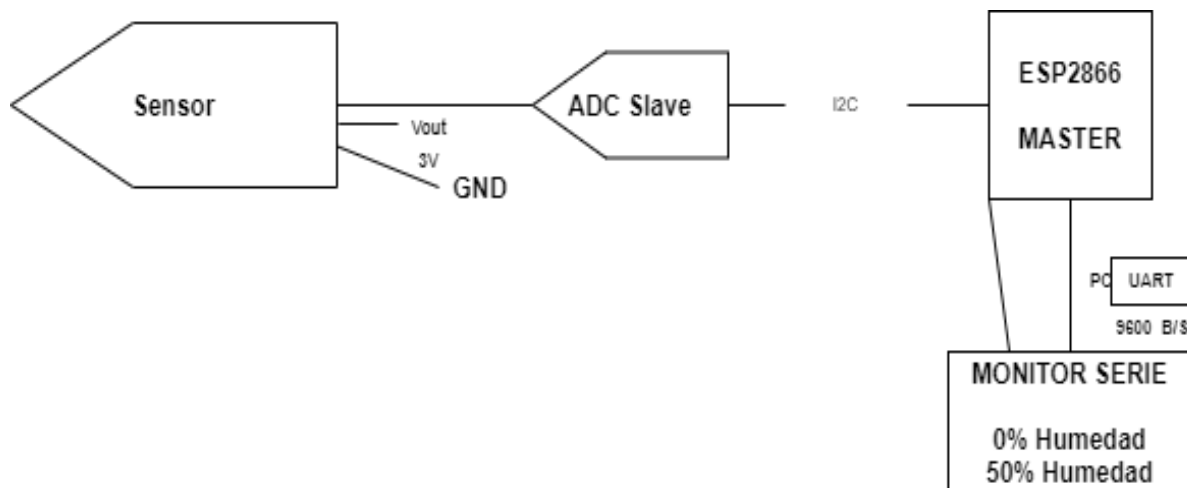 Sensor
Vout
3V
GND
ADC Slave
I2C
ESP2866
MASTER
PC
UART
9600 B/S
MONITOR SERIE
0% Humedad
50% Humedad